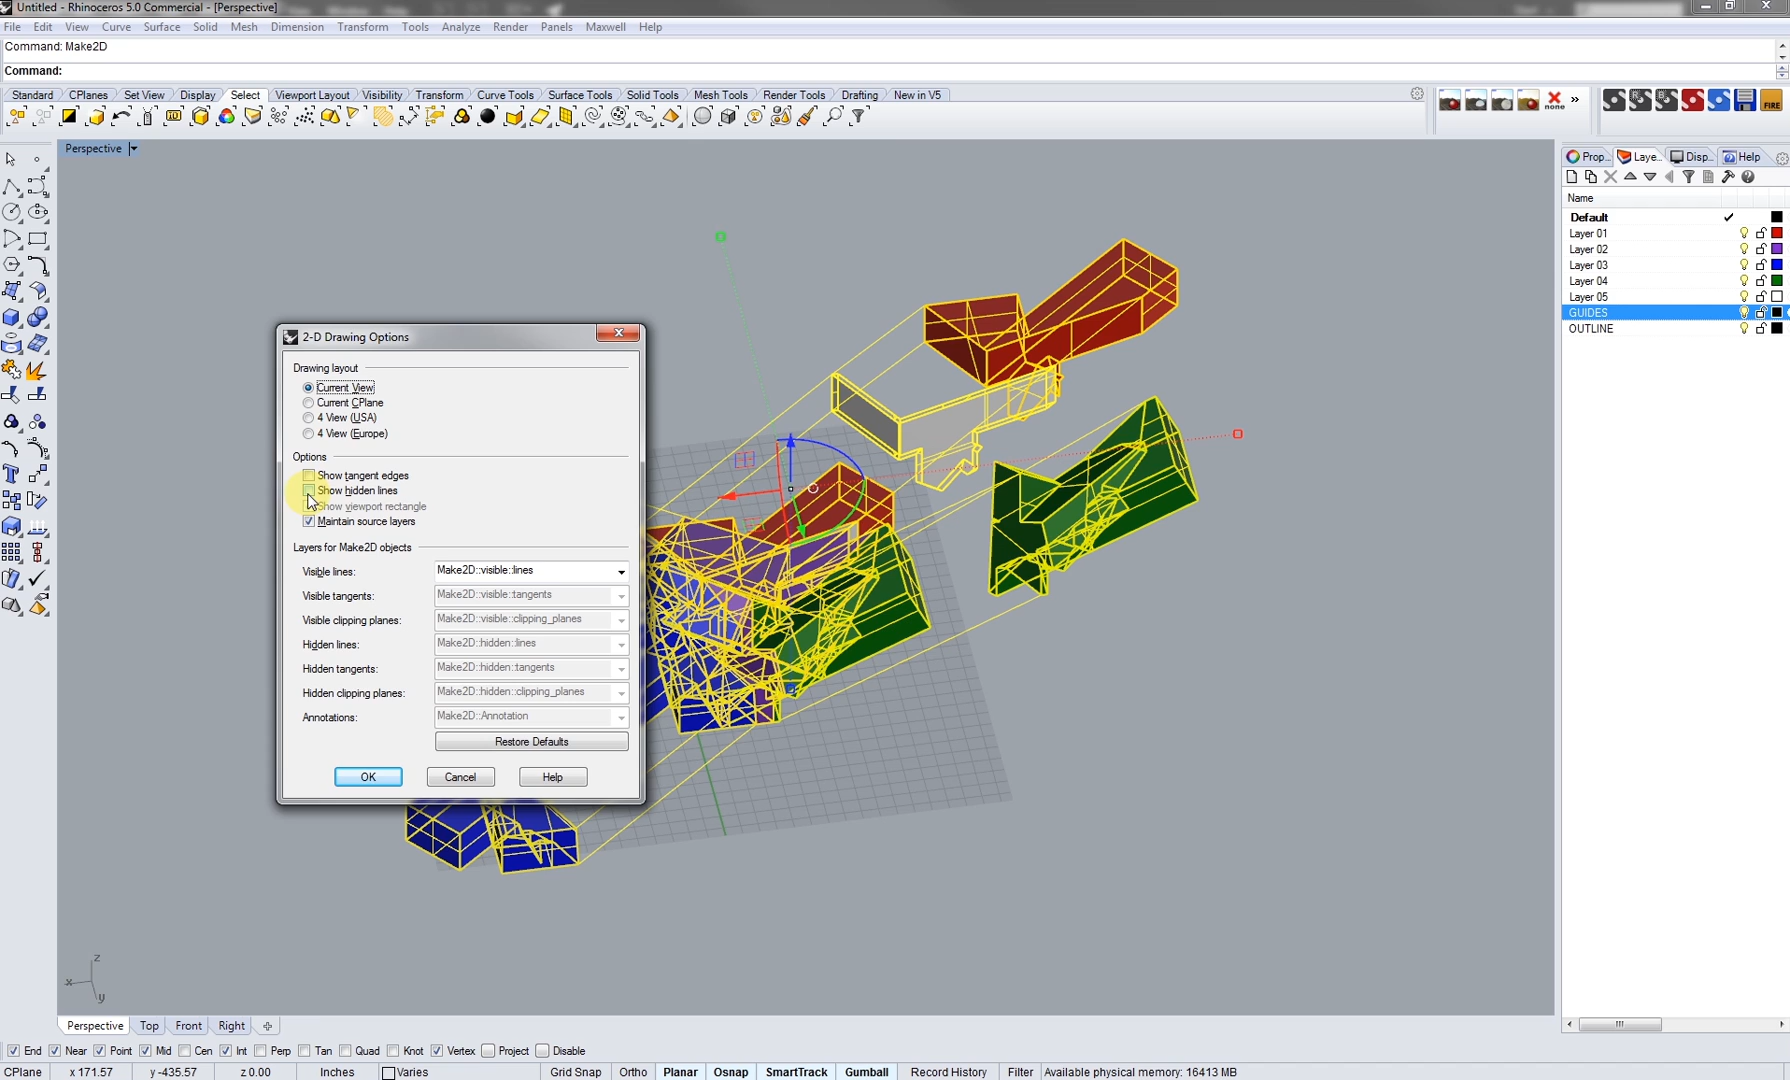 Untitled - Rhinoceros 5.0 Commercial - [Perspective]
File Edit View Curve Surface Solid Mesh Dimension Transform Tools Analyze Render Panels Maxwell Help
Command: Make2D
Command:
Standard CPlanes Set View Display Select Viewport Layout Visibility Transform Curve Tools Surface Tools Solid Tools Mesh Tools Render Tools Drafting New in V5
none » FIRE
Perspective
Prop... Laye... Disp... Help
Name
Default
Layer 01
Layer 02
Layer 03
Layer 04
Layer 05
GUIDES
OUTLINE
2-D Drawing Options
Drawing layout
Current View
Current CPlane
4 View (USA)
4 View (Europe)
Options
Show tangent edges
Show hidden lines
Show viewport rectangle
Maintain source layers
Layers for Make2D objects
Visible lines: Make2D::visible::lines
Visible tangents: Make2D::visible::tangents
Visible clipping planes: Make2D::visible::clipping_planes
Hidden lines: Make2D::hidden::lines
Hidden tangents: Make2D::hidden::tangents
Hidden clipping planes: Make2D::hidden::clipping_planes
Annotations: Make2D::Annotation
Restore Defaults
OK Cancel Help
z
x
y
Perspective Top Front Right
End Near Point Mid Cen Int Perp Tan Quad Knot Vertex Project Disable
CPlane x 171.57 y -435.57 z 0.00 Inches Varies Grid Snap Ortho Planar Osnap SmartTrack Gumball Record History Filter Available physical memory: 16413 MB